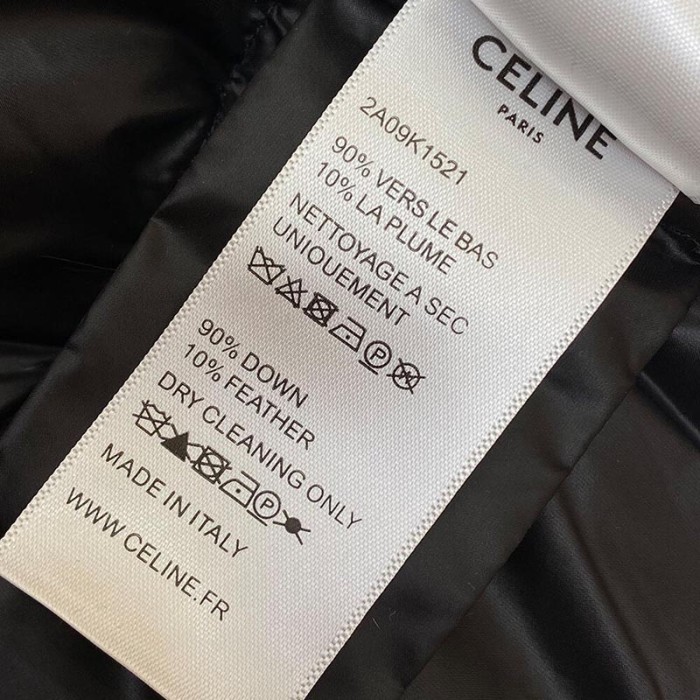 CELINE
PARIS
2A09K1521
90% VERS LE BAS
10% LA PLUME
NETTOYAGE A SEC
UNIOUEMENT
P
90% DOWN
10% FEATHER
DRY CLEANING ONLY
P
MADE IN ITALY
WWW.CELINE.FR